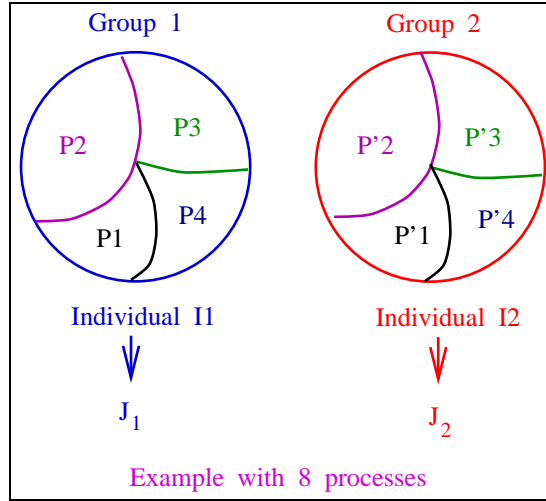 Group 1
Group 2
P2
P3
P1
P4
P'2
P'3
P'1
P'4
Individual I1
Individual I2
J1
J2
Example with 8 processes